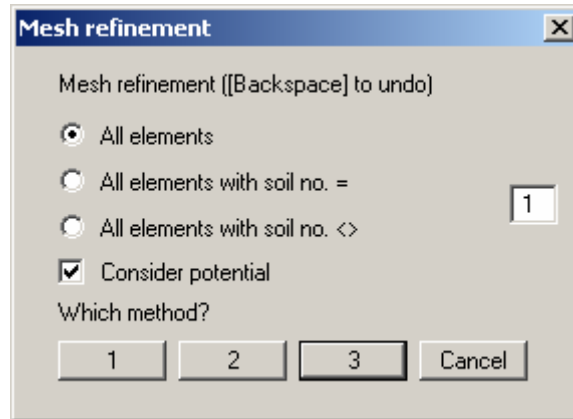 Mesh refinement
Mesh refinement ([Backspace] to undo)
All elements
All elements with soil no. =
1
All elements with soil no. <>
Consider potential
Which method?
1 2 3 Cancel